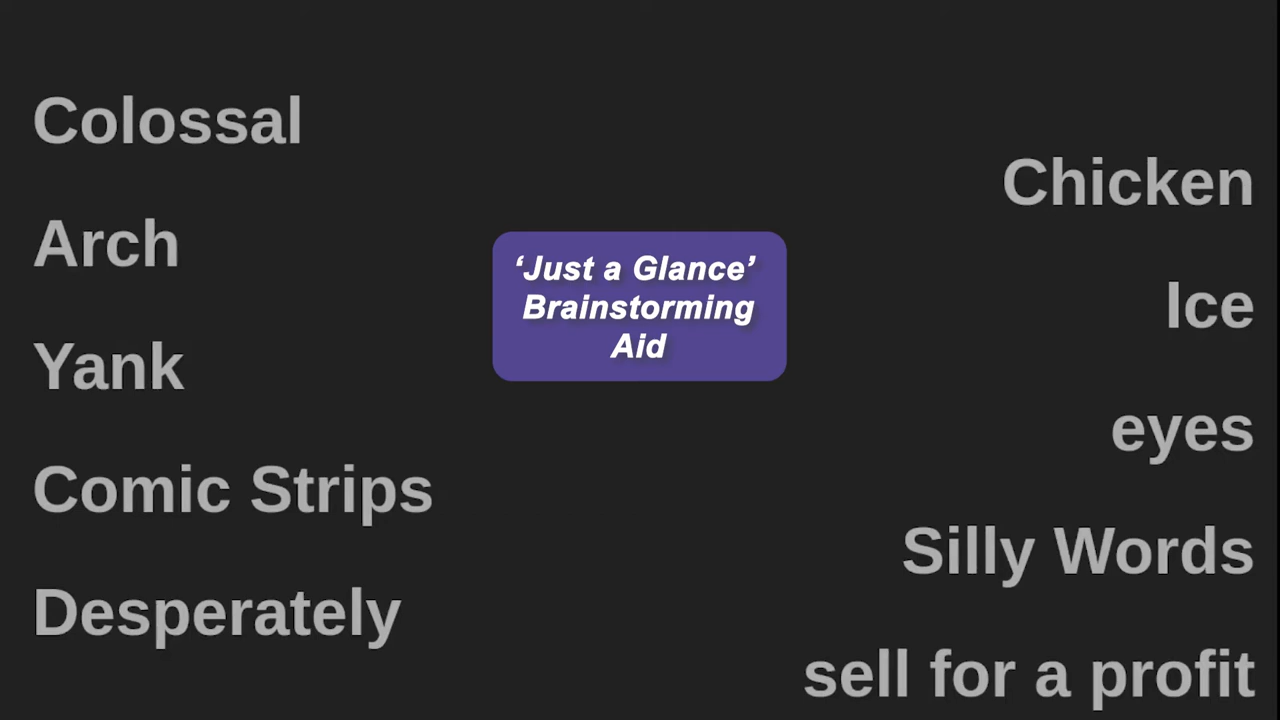 Colossal
Arch
Yank
Comic Strips
Desperately
‘Just a Glance’
Brainstorming
Aid
Chicken
Ice
eyes
Silly Words
sell for a profit